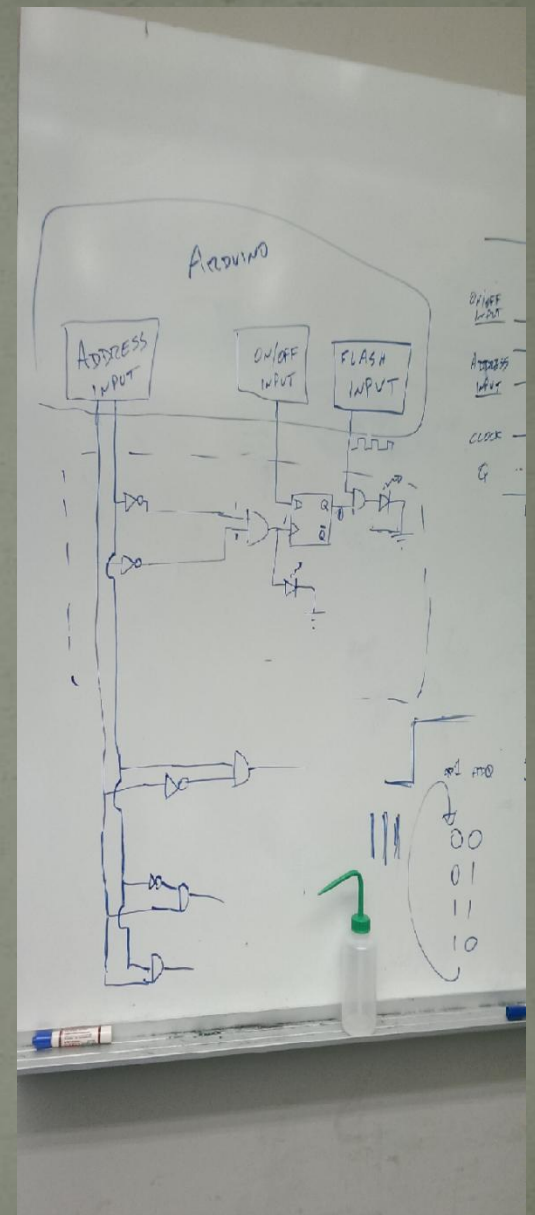 ARDUINO
ADDRESS
INPUT
ON/OFF
INPUT
FLASH
INPUT
D Q
Q̅
ON/OFF
INPUT
ADDRESS
INPUT
CLOCK
Q
00
01
11
10